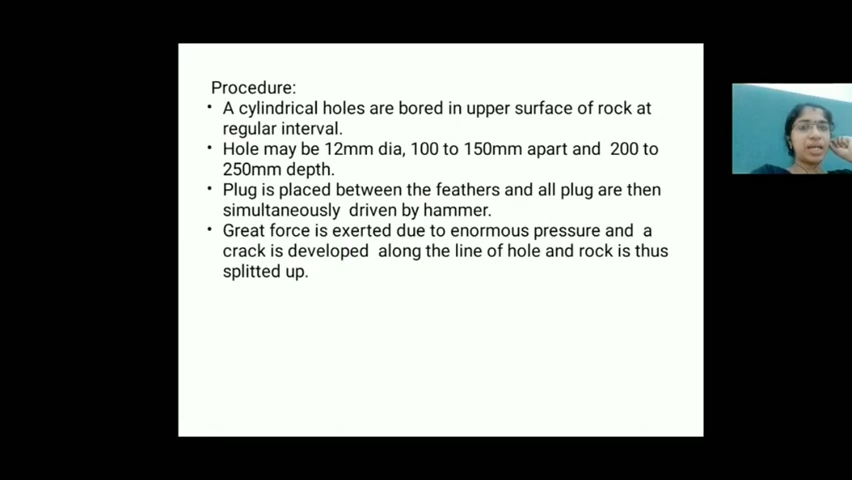 Procedure:
• A cylindrical holes are bored in upper surface of rock at
regular interval.
• Hole may be 12mm dia, 100 to 150mm apart and 200 to
250mm depth.
• Plug is placed between the feathers and all plug are then
simultaneously driven by hammer.
• Great force is exerted due to enormous pressure and a
crack is developed along the line of hole and rock is thus
splitted up.